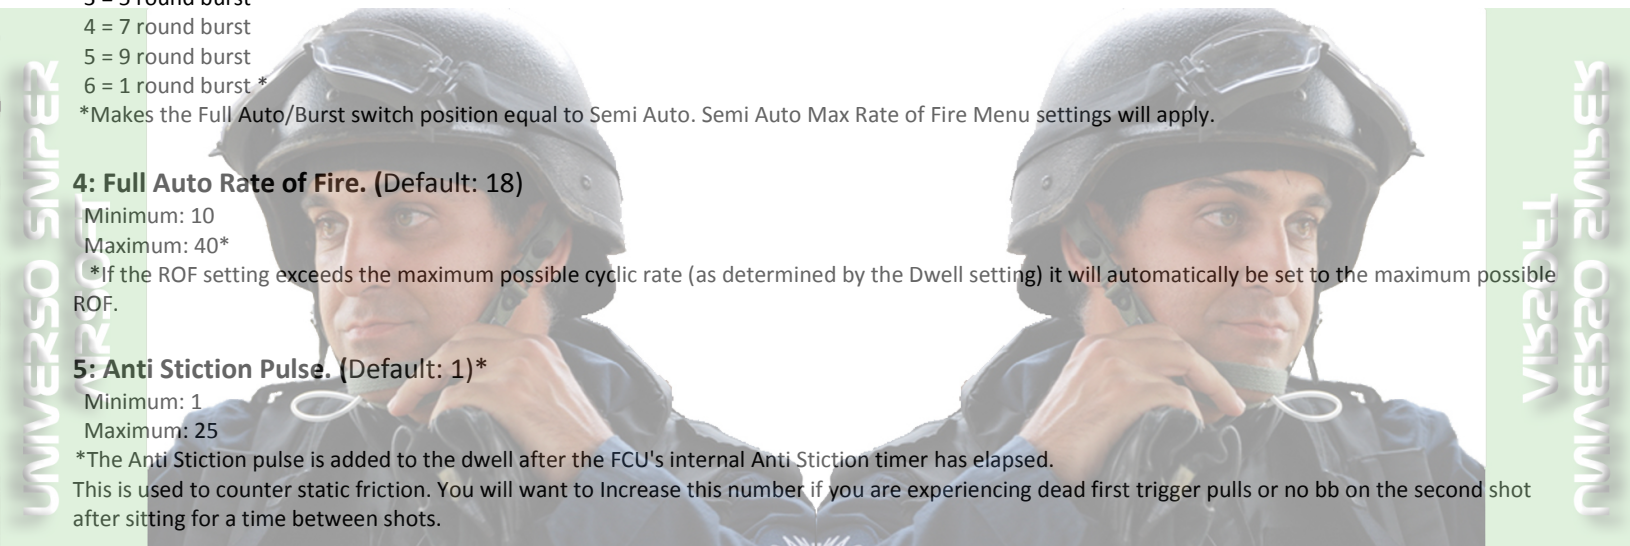 4 = 7 round burst
5 = 9 round burst
6 = 1 round burst *
*Makes the Full Auto/Burst switch position equal to Semi Auto. Semi Auto Max Rate of Fire Menu settings will apply.
4: Full Auto Rate of Fire. (Default: 18)
Minimum: 10
Maximum: 40*
*If the ROF setting exceeds the maximum possible cyclic rate (as determined by the Dwell setting) it will automatically be set to the maximum possible
ROF.
5: Anti Stiction Pulse. (Default: 1)*
Minimum: 1
Maximum: 25
*The Anti Stiction pulse is added to the dwell after the FCU's internal Anti Stiction timer has elapsed.
This is used to counter static friction. You will want to Increase this number if you are experiencing dead first trigger pulls or no bb on the second shot
after sitting for a time between shots.
UNIVERSO SNIPER
AIRSOFT
UNIVERSO SNIPER
AIRSOFT